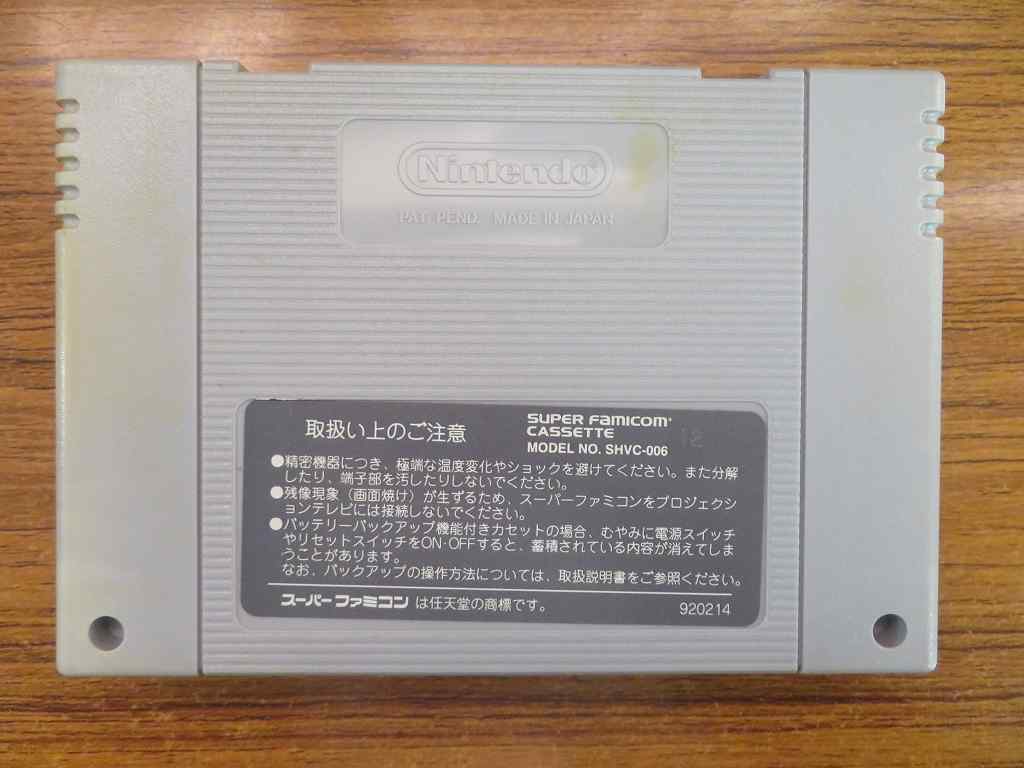 Nintendo
PAT. PEND. MADE IN JAPAN
取扱い上のご注意
SUPER FAMICOM
CASSETTE
12
MODEL NO. SHVC-006
●精密機器につき、極端な温度変化やショックを避けてください。また分解
したり、端子部を汚したりしないでください。
●残像現象（画面焼け）が生ずるため、スーパーファミコンをプロジェクシ
ョンテレビには接続しないでください。
●バッテリーバックアップ機能付きカセットの場合、むやみに電源スイッチ
やリセットスイッチをON・OFFすると、蓄積されている内容が消えてしま
うことがあります。
なお、バックアップの操作方法については、取扱説明書をご参照ください。
スーパーファミコン は任天堂の商標です。
920214